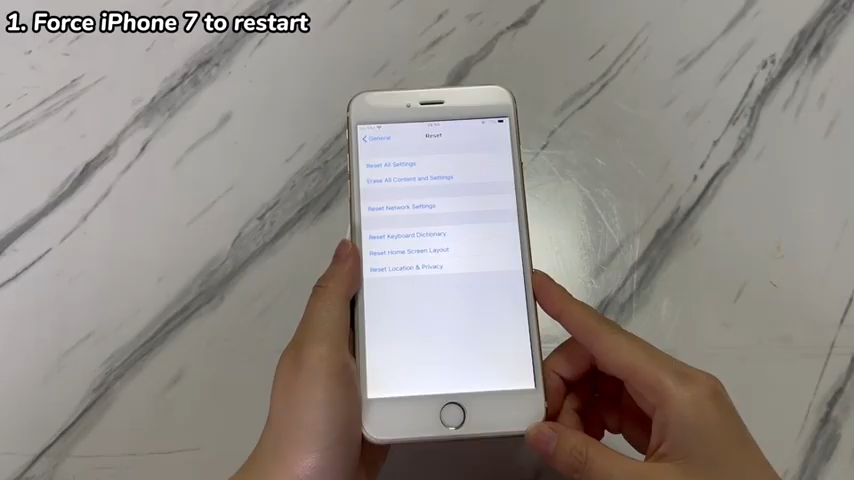 1. Force iPhone 7 to restart
General
Reset
Reset All Settings
Erase All Content and Settings
Reset Network Settings
Reset Keyboard Dictionary
Reset Home Screen Layout
Reset Location & Privacy